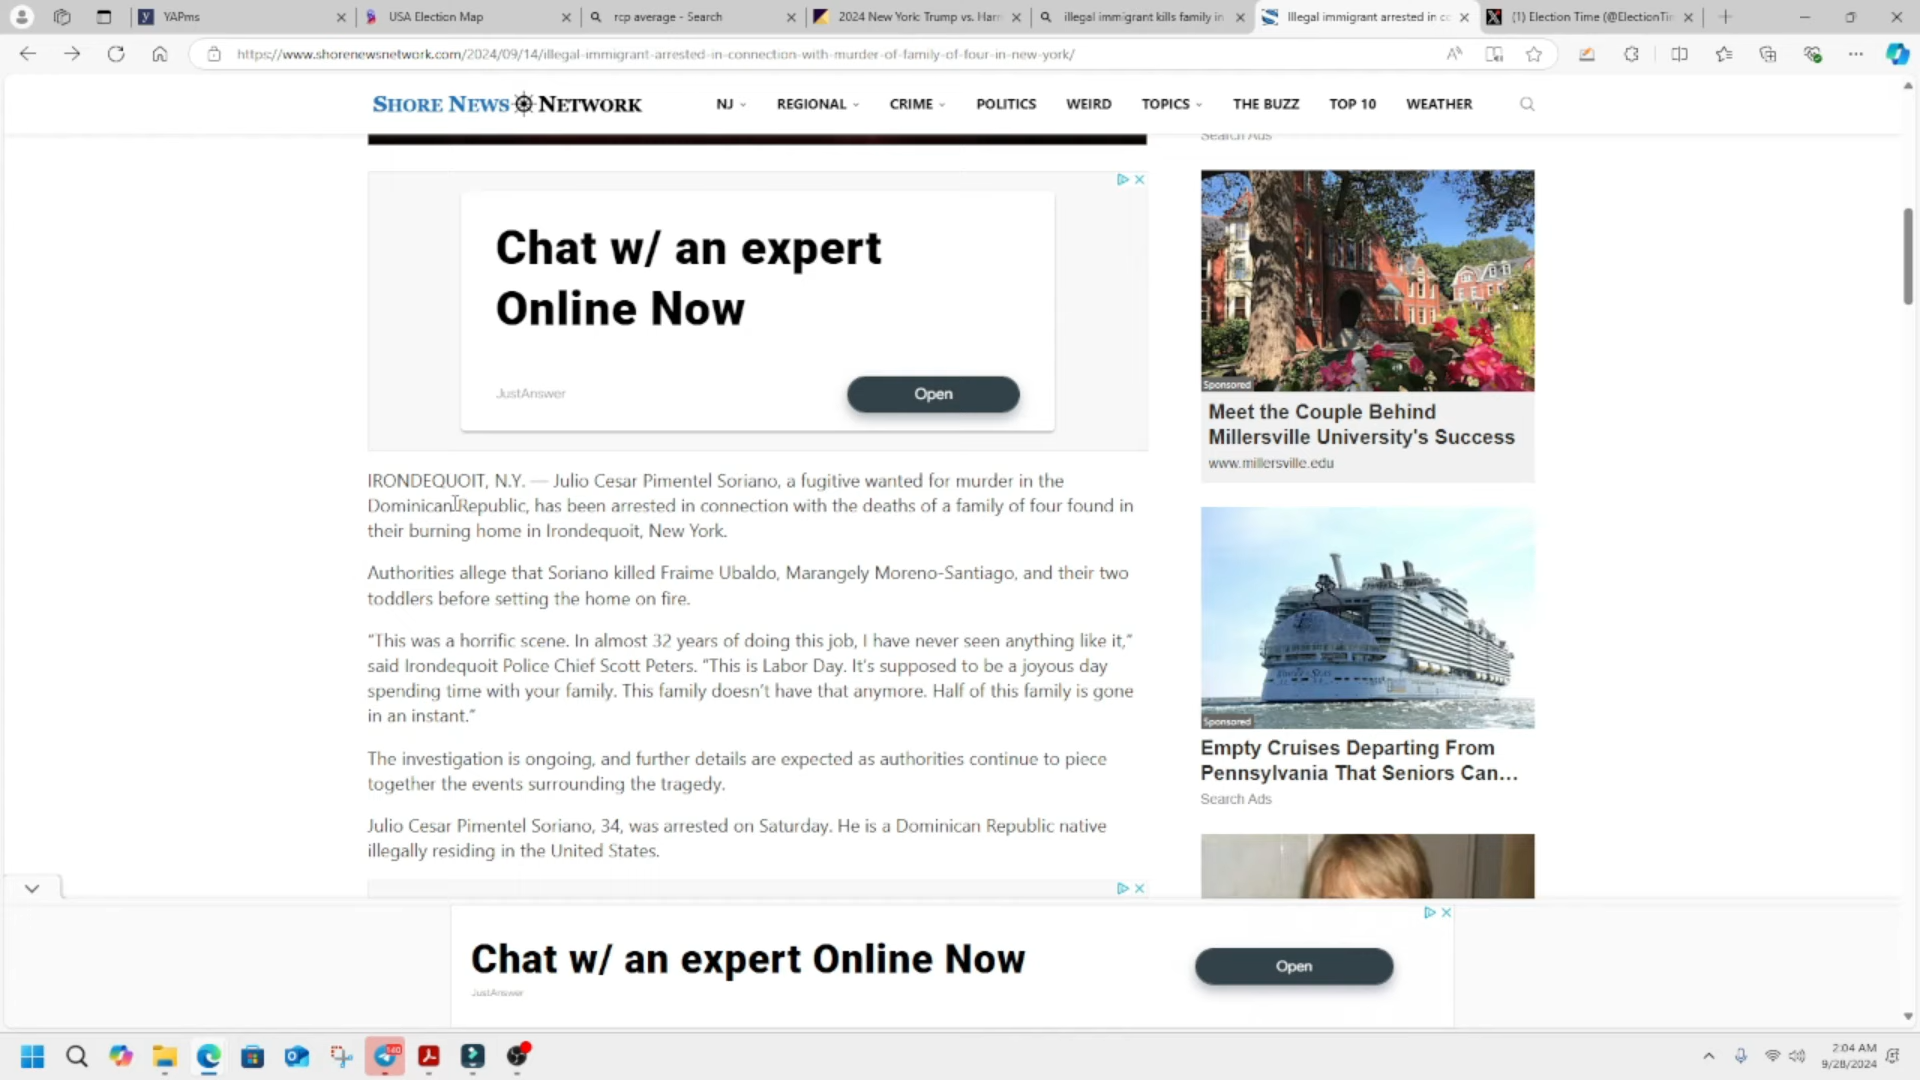 YAPms
USA Election Map
rcp average - Search
2024 New York: Trump vs. Harr
illegal immigrant kills family in
Illegal immigrant arrested in co
(1) Election Time (@ElectionTim
https://www.shorenewsnetwork.com/2024/09/14/illegal-immigrant-arrested-in-connection-with-murder-of-family-of-four-in-new-york/
SHORE NEWS NETWORK
NJ
REGIONAL
CRIME
POLITICS
WEIRD
TOPICS
THE BUZZ
TOP 10
WEATHER
Search Ads
Chat w/ an expert
Online Now
JustAnswer
Open
Sponsored
Meet the Couple Behind
Millersville University's Success
www.millersville.edu
IRONDEQUOIT, N.Y. — Julio Cesar Pimentel Soriano, a fugitive wanted for murder in the
Dominican Republic, has been arrested in connection with the deaths of a family of four found in
their burning home in Irondequoit, New York.
Authorities allege that Soriano killed Fraime Ubaldo, Marangely Moreno-Santiago, and their two
toddlers before setting the home on fire.
“This was a horrific scene. In almost 32 years of doing this job, I have never seen anything like it,”
said Irondequoit Police Chief Scott Peters. “This is Labor Day. It’s supposed to be a joyous day
spending time with your family. This family doesn’t have that anymore. Half of this family is gone
in an instant.”
The investigation is ongoing, and further details are expected as authorities continue to piece
together the events surrounding the tragedy.
Julio Cesar Pimentel Soriano, 34, was arrested on Saturday. He is a Dominican Republic native
illegally residing in the United States.
Sponsored
Empty Cruises Departing From
Pennsylvania That Seniors Can...
Search Ads
Chat w/ an expert Online Now
JustAnswer
Open
2:04 AM
9/28/2024